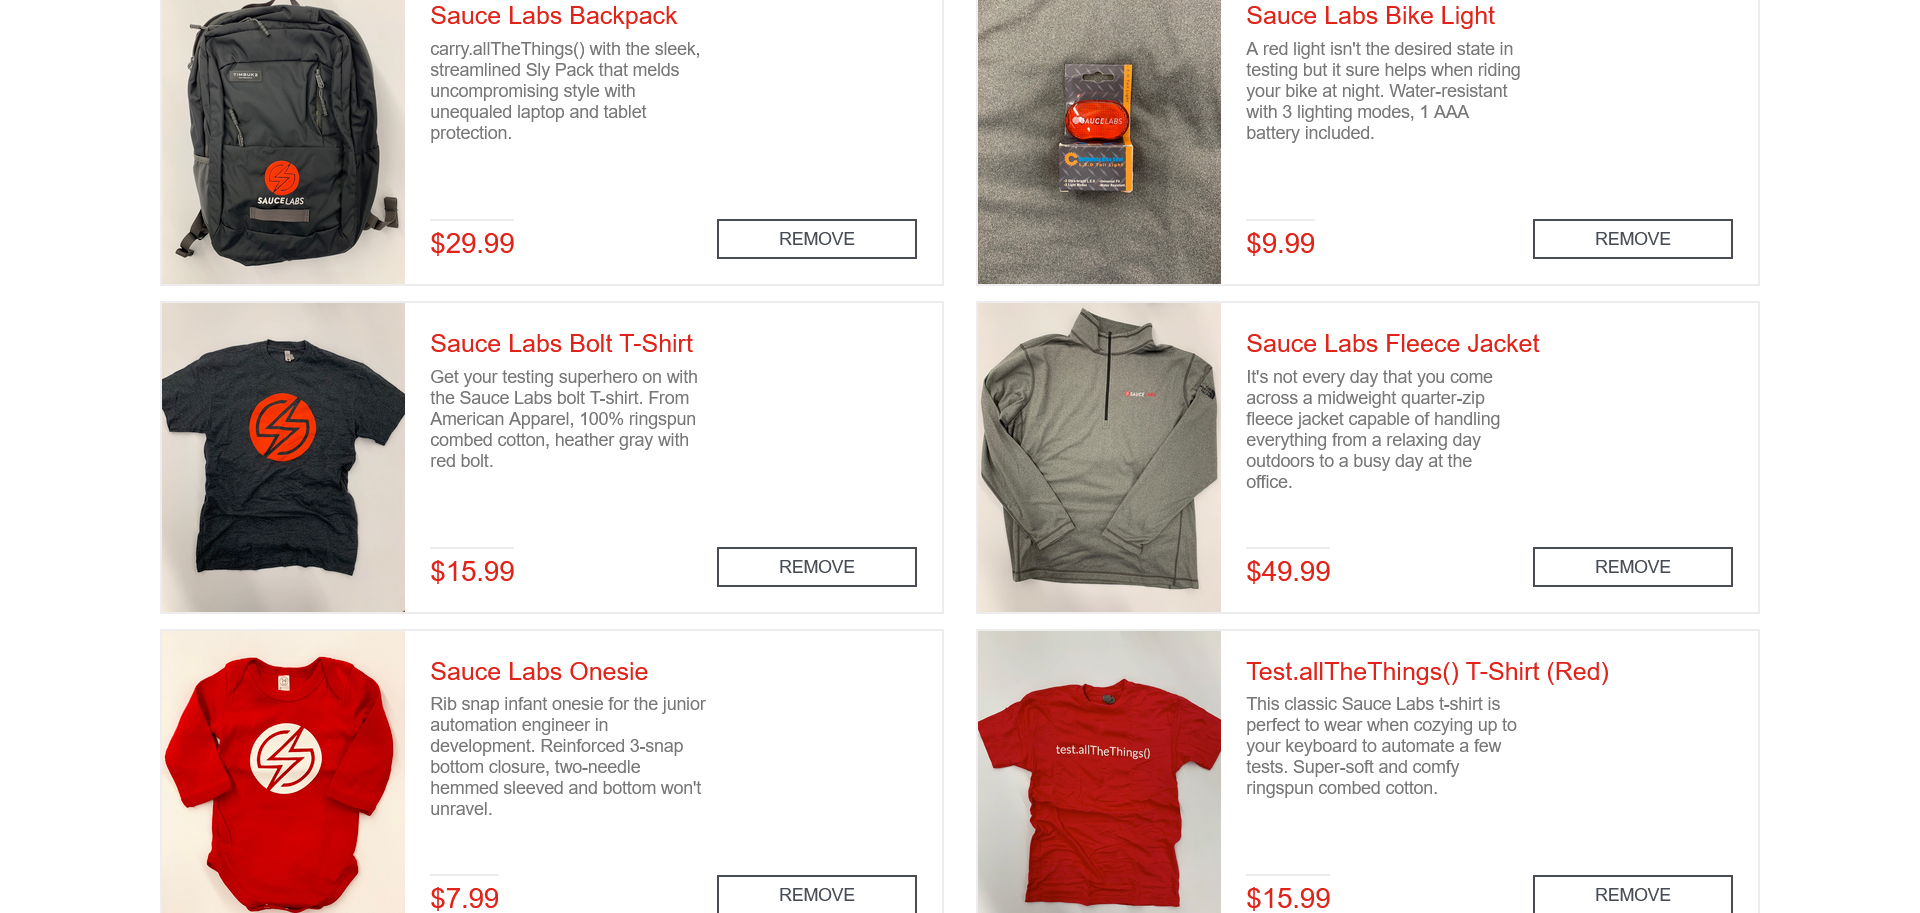 Sauce Labs Backpack
carry.allTheThings() with the sleek,
streamlined Sly Pack that melds
uncompromising style with
unequaled laptop and tablet
protection.
$29.99
REMOVE
TIMBUK2
SAUCELABS
Sauce Labs Bike Light
A red light isn't the desired state in
testing but it sure helps when riding
your bike at night. Water-resistant
with 3 lighting modes, 1 AAA
battery included.
$9.99
REMOVE
SAUCELABS
Sauce Labs Bolt T-Shirt
Get your testing superhero on with
the Sauce Labs bolt T-shirt. From
American Apparel, 100% ringspun
combed cotton, heather gray with
red bolt.
$15.99
REMOVE
Sauce Labs Fleece Jacket
It's not every day that you come
across a midweight quarter-zip
fleece jacket capable of handling
everything from a relaxing day
outdoors to a busy day at the
office.
$49.99
REMOVE
SAUCE
Sauce Labs Onesie
Rib snap infant onesie for the junior
automation engineer in
development. Reinforced 3-snap
bottom closure, two-needle
hemmed sleeved and bottom won't
unravel.
$7.99
REMOVE
Test.allTheThings() T-Shirt (Red)
This classic Sauce Labs t-shirt is
perfect to wear when cozying up to
your keyboard to automate a few
tests. Super-soft and comfy
ringspun combed cotton.
$15.99
REMOVE
test.allTheThings()